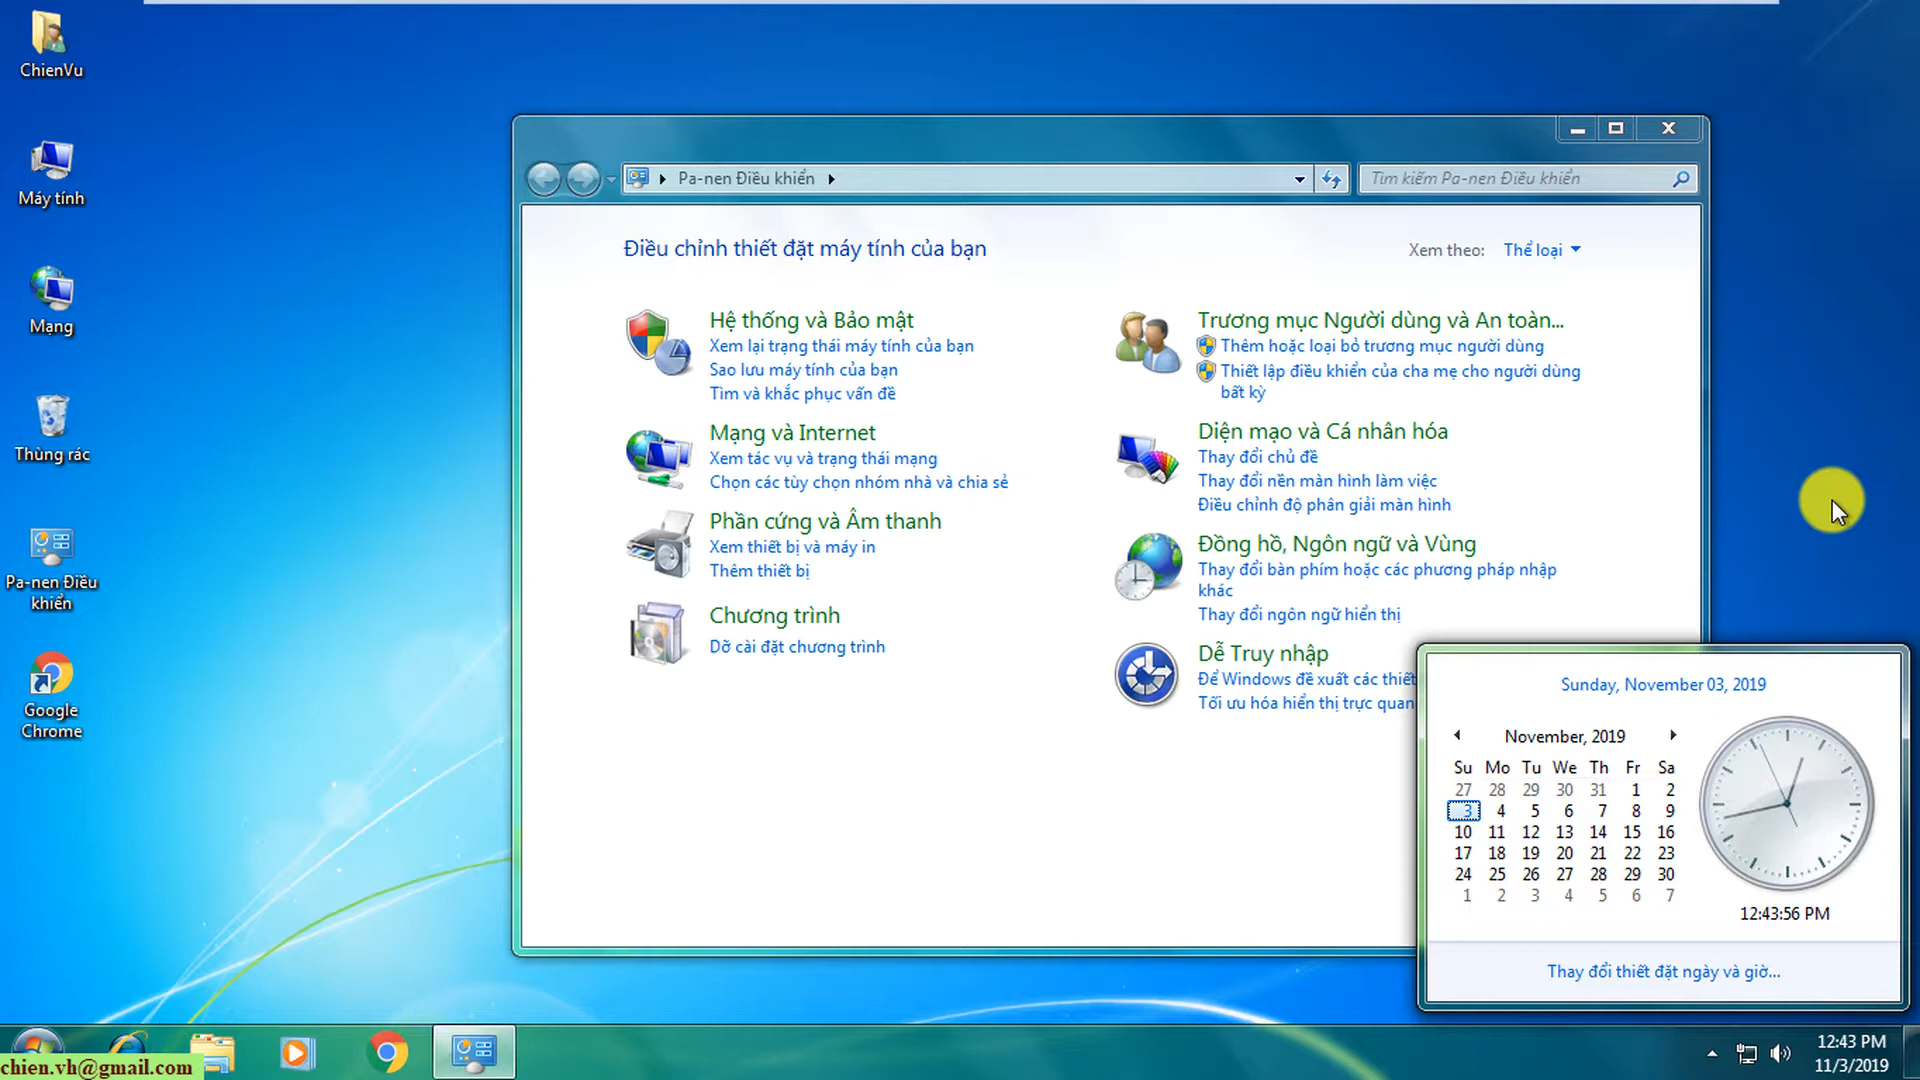 ChienVu
Máy tính
Mạng
Thùng rác
Pa-nen Điều
khiển
Google
Chrome
Pa-nen Điều khiển
Tìm kiếm Pa-nen Điều khiển
Điều chỉnh thiết đặt máy tính của bạn
Xem theo: Thể loại
Hệ thống và Bảo mật
Xem lại trạng thái máy tính của bạn
Sao lưu máy tính của bạn
Tìm và khắc phục vấn đề
Mạng và Internet
Xem tác vụ và trạng thái mạng
Chọn các tùy chọn nhóm nhà và chia sẻ
Phần cứng và Âm thanh
Xem thiết bị và máy in
Thêm thiết bị
Chương trình
Dỡ cài đặt chương trình
Trương mục Người dùng và An toàn...
Thêm hoặc loại bỏ trương mục người dùng
Thiết lập điều khiển của cha mẹ cho người dùng
bất kỳ
Diện mạo và Cá nhân hóa
Thay đổi chủ đề
Thay đổi nền màn hình làm việc
Điều chỉnh độ phân giải màn hình
Đồng hồ, Ngôn ngữ và Vùng
Thay đổi bàn phím hoặc các phương pháp nhập
khác
Thay đổi ngôn ngữ hiển thị
Dễ Truy nhập
Để Windows đề xuất các thiết
Tối ưu hóa hiển thị trực quan
Sunday, November 03, 2019
November, 2019
Su Mo Tu We Th Fr Sa
27 28 29 30 31 1 2
3 4 5 6 7 8 9
10 11 12 13 14 15 16
17 18 19 20 21 22 23
24 25 26 27 28 29 30
1 2 3 4 5 6 7
12:43:56 PM
Thay đổi thiết đặt ngày và giờ...
chien.vh@gmail.com
12:43 PM
11/3/2019